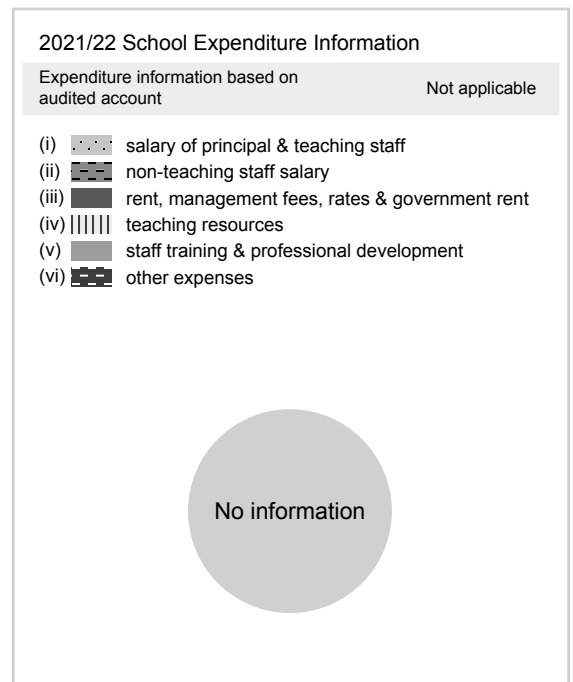 2021/22 School Expenditure Information
Expenditure information based on
audited account
Not applicable
(i) salary of principal & teaching staff
(ii) non-teaching staff salary
(iii) rent, management fees, rates & government rent
(iv) teaching resources
(v) staff training & professional development
(vi) other expenses
No information